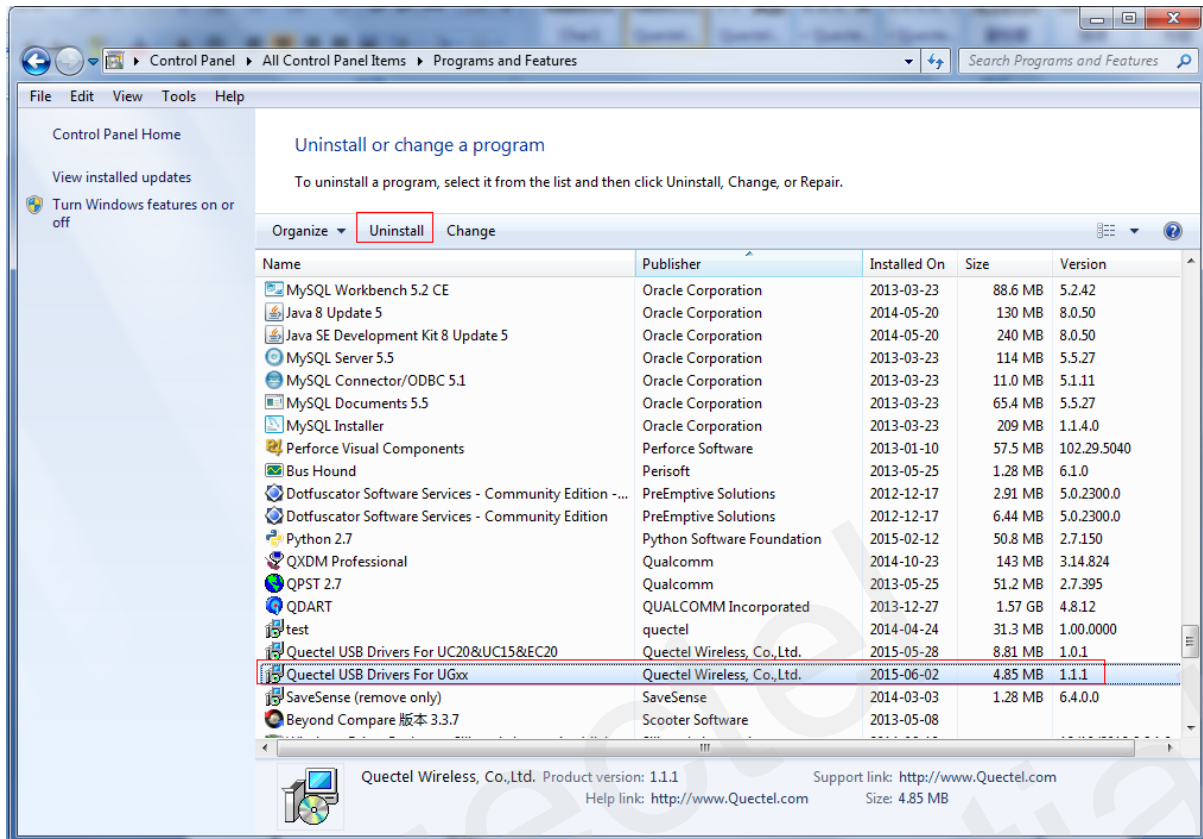 Control Panel ▸ All Control Panel Items ▸ Programs and Features
Search Programs and Features
File Edit View Tools Help
Control Panel Home
View installed updates
Turn Windows features on or
off
Uninstall or change a program
To uninstall a program, select it from the list and then click Uninstall, Change, or Repair.
Organize Uninstall Change
Name Publisher Installed On Size Version
MySQL Workbench 5.2 CE Oracle Corporation 2013-03-23 88.6 MB 5.2.42
Java 8 Update 5 Oracle Corporation 2014-05-20 130 MB 8.0.50
Java SE Development Kit 8 Update 5 Oracle Corporation 2014-05-20 240 MB 8.0.50
MySQL Server 5.5 Oracle Corporation 2013-03-23 114 MB 5.5.27
MySQL Connector/ODBC 5.1 Oracle Corporation 2013-03-23 11.0 MB 5.1.11
MySQL Documents 5.5 Oracle Corporation 2013-03-23 65.4 MB 5.5.27
MySQL Installer Oracle Corporation 2013-03-23 209 MB 1.1.4.0
Perforce Visual Components Perforce Software 2013-01-10 57.5 MB 102.29.5040
Bus Hound Perisoft 2013-05-25 1.28 MB 6.1.0
Dotfuscator Software Services - Community Edition -... PreEmptive Solutions 2012-12-17 2.91 MB 5.0.2300.0
Dotfuscator Software Services - Community Edition PreEmptive Solutions 2012-12-17 6.44 MB 5.0.2300.0
Python 2.7 Python Software Foundation 2015-02-12 50.8 MB 2.7.150
QXDM Professional Qualcomm 2014-10-23 143 MB 3.14.824
QPST 2.7 Qualcomm 2013-05-25 51.2 MB 2.7.395
QDART QUALCOMM Incorporated 2013-12-27 1.57 GB 4.8.12
test quectel 2014-04-24 31.3 MB 1.00.0000
Quectel USB Drivers For UC20&UC15&EC20 Quectel Wireless, Co.,Ltd. 2015-05-28 8.81 MB 1.0.1
Quectel USB Drivers For UGxx Quectel Wireless, Co.,Ltd. 2015-06-02 4.85 MB 1.1.1
SaveSense (remove only) SaveSense 2014-03-03 1.28 MB 6.4.0.0
Beyond Compare 版本 3.3.7 Scooter Software 2013-05-08
Quectel Wireless, Co.,Ltd. Product version: 1.1.1 Support link: http://www.Quectel.com
Help link: http://www.Quectel.com Size: 4.85 MB